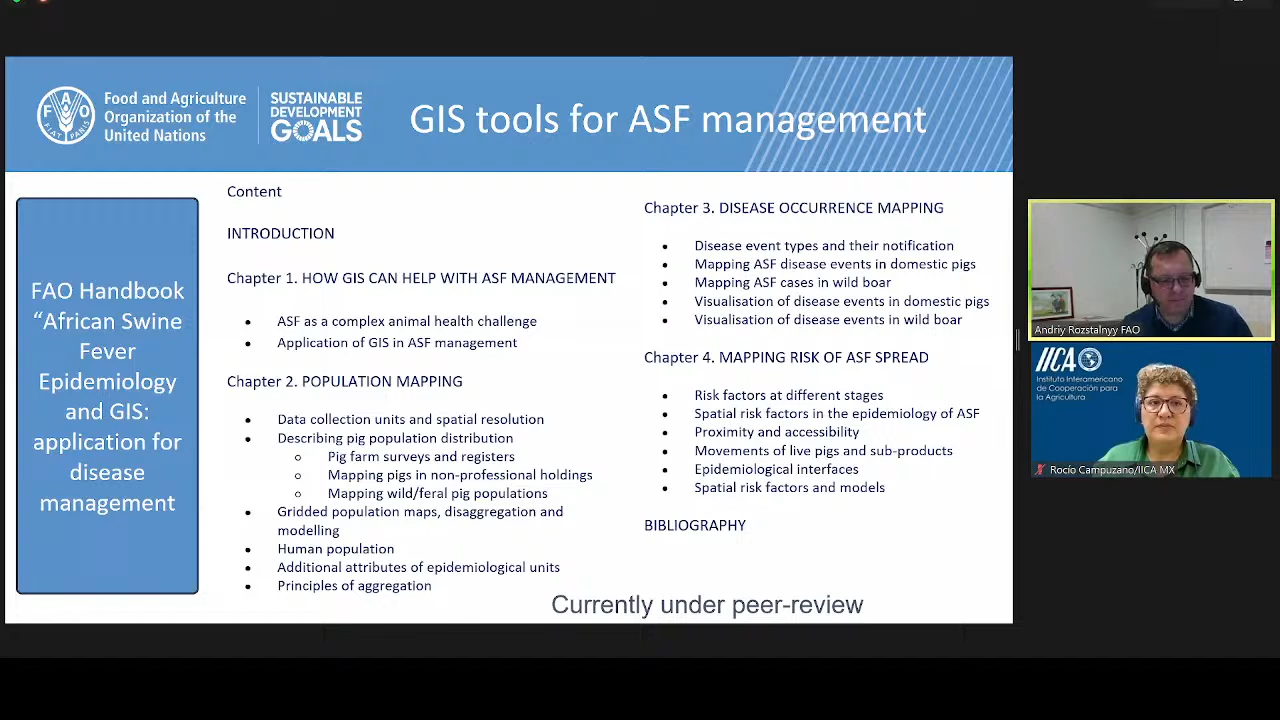 Food and Agriculture
Organization of the
United Nations
F A O
FIAT PANIS
SUSTAINABLE
DEVELOPMENT
GOALS
GIS tools for ASF management
FAO Handbook
“African Swine
Fever
Epidemiology
and GIS:
application for
disease
management
Content
INTRODUCTION
Chapter 1. HOW GIS CAN HELP WITH ASF MANAGEMENT
• ASF as a complex animal health challenge
• Application of GIS in ASF management
Chapter 2. POPULATION MAPPING
• Data collection units and spatial resolution
• Describing pig population distribution
o Pig farm surveys and registers
o Mapping pigs in non-professional holdings
o Mapping wild/feral pig populations
• Gridded population maps, disaggregation and
modelling
• Human population
• Additional attributes of epidemiological units
• Principles of aggregation
Chapter 3. DISEASE OCCURRENCE MAPPING
• Disease event types and their notification
• Mapping ASF disease events in domestic pigs
• Mapping ASF cases in wild boar
• Visualisation of disease events in domestic pigs
• Visualisation of disease events in wild boar
Chapter 4. MAPPING RISK OF ASF SPREAD
• Risk factors at different stages
• Spatial risk factors in the epidemiology of ASF
• Proximity and accessibility
• Movements of live pigs and sub-products
• Epidemiological interfaces
• Spatial risk factors and models
BIBLIOGRAPHY
Currently under peer-review
Andriy Rozstalnyy FAO
IICA
Instituto Interamericano
de Cooperación para
la Agricultura
Rocío Campuzano/IICA MX